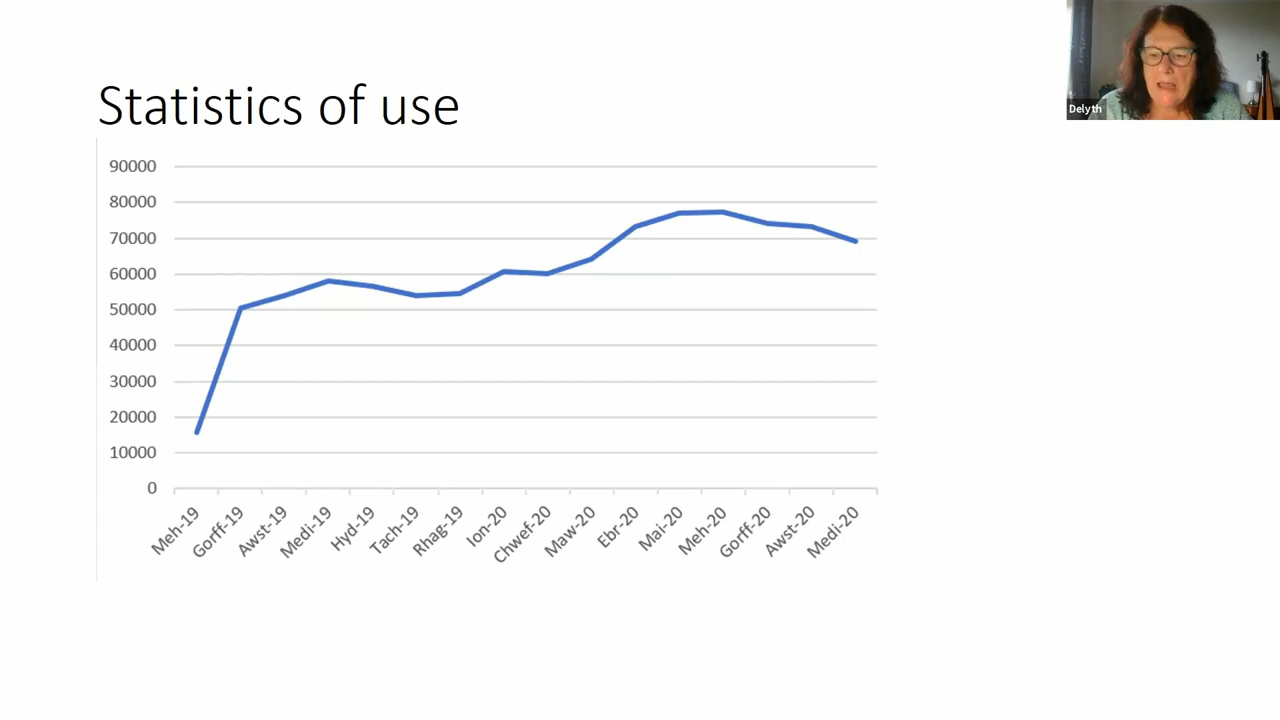 Statistics of use
Delyth
90000
80000
70000
60000
50000
40000
30000
20000
10000
0
Meh-19
Gorff-19
Awst-19
Medi-19
Hyd-19
Tach-19
Rhag-19
Ion-20
Chwef-20
Maw-20
Ebr-20
Mai-20
Meh-20
Gorff-20
Awst-20
Medi-20